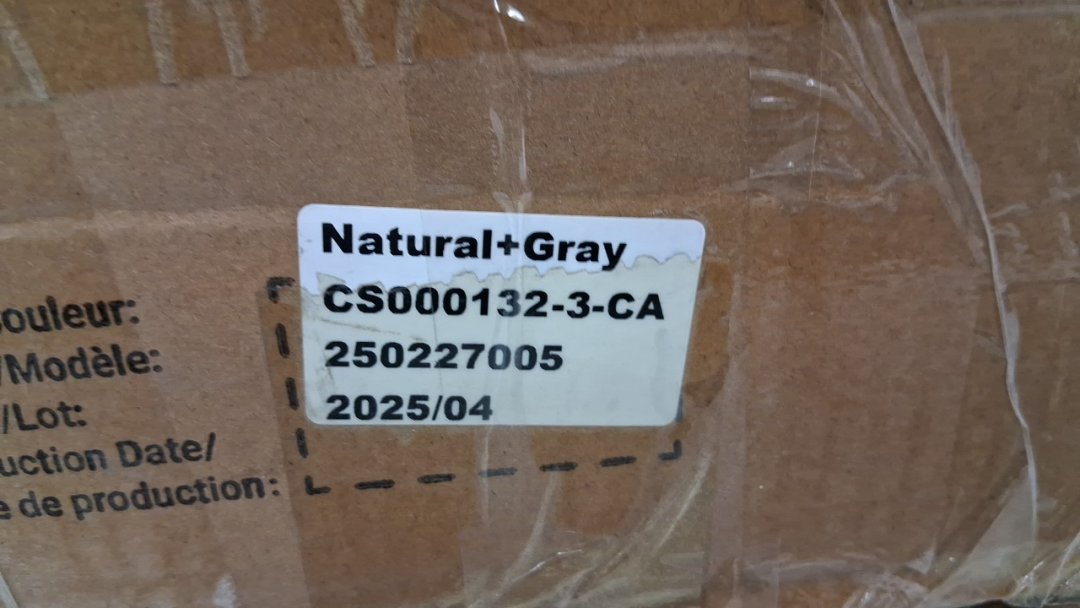 Natural+Gray
CS000132-3-CA
250227005
2025/04
ouleur:
/Modèle:
/Lot:
uction Date/
e de production: